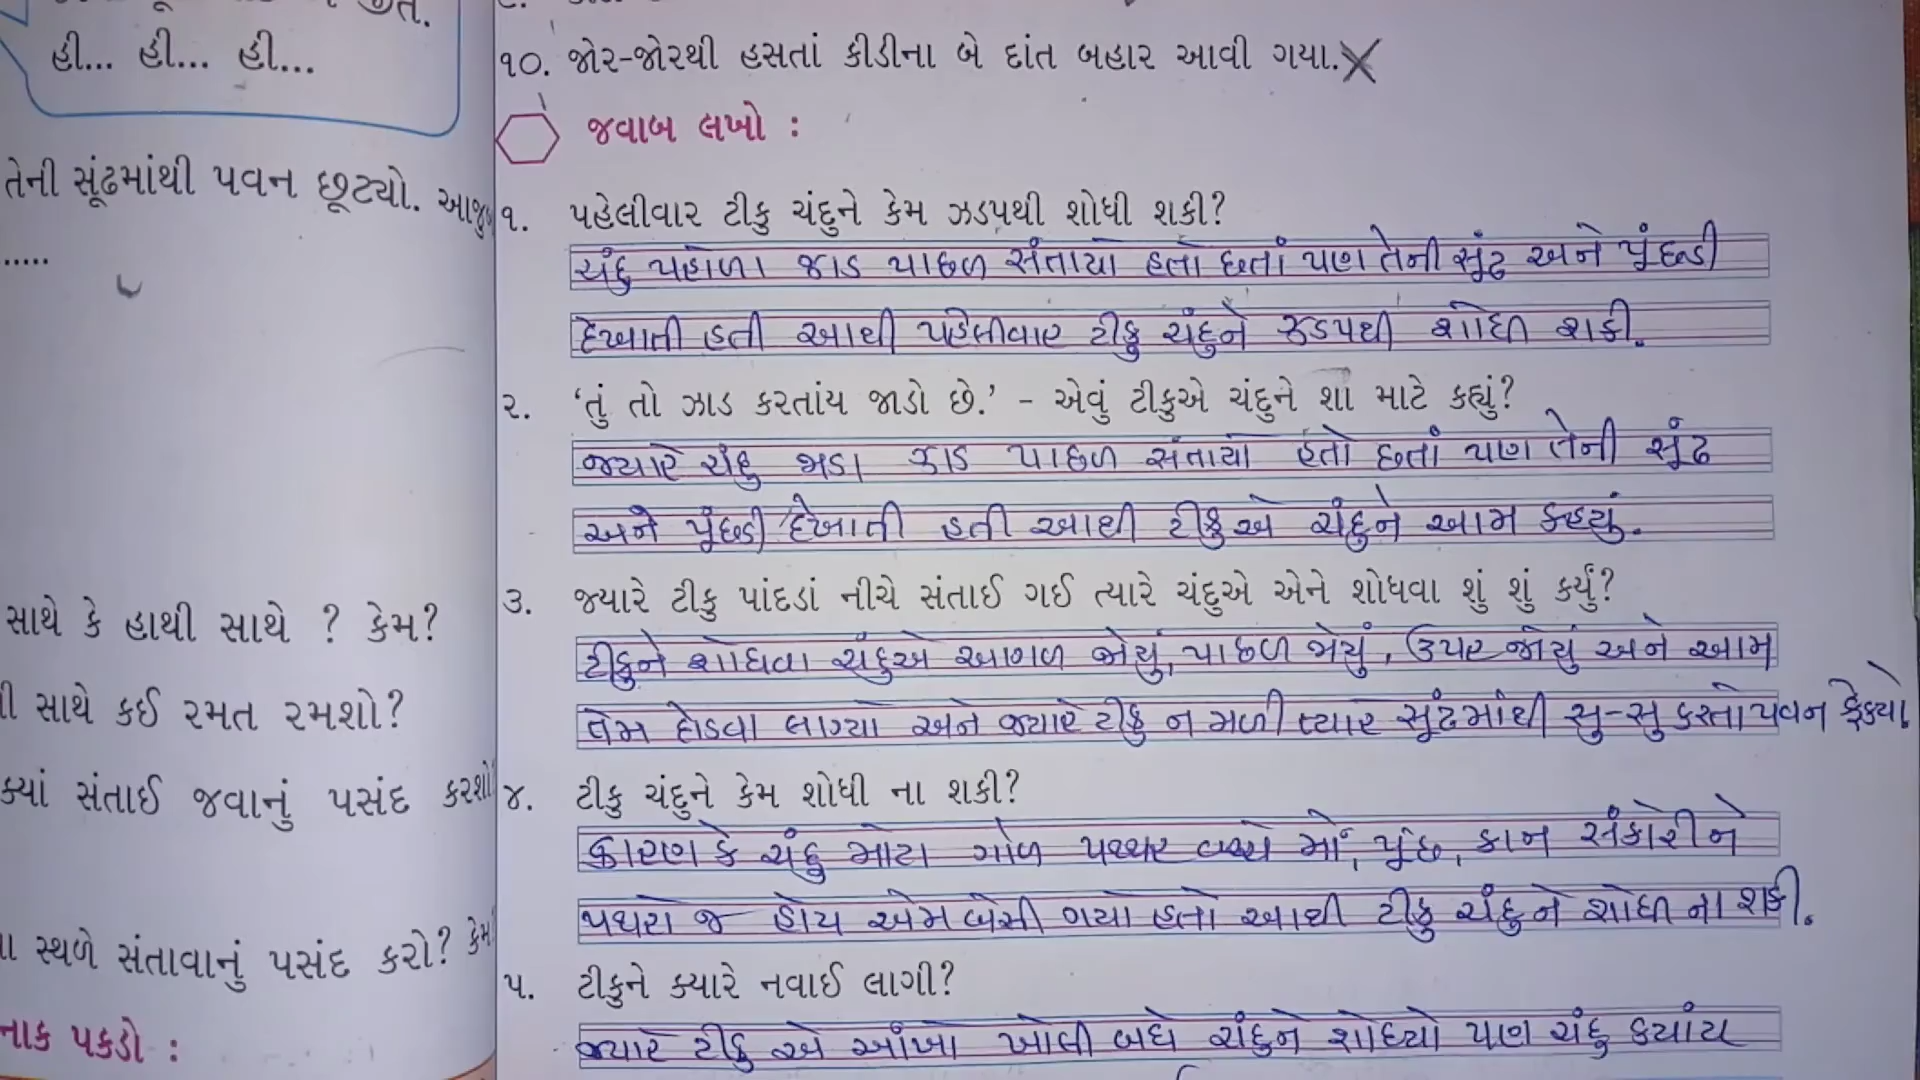 હી... હી... હી...
તેની સૂંઢમાંથી પવન છૂટ્યો. આજુ
.....
સાથે કે હાથી સાથે ? કેમ?
ી સાથે કઈ રમત રમશો?
ક્યાં સંતાઈ જવાનું પસંદ કરશો
ા સ્થળે સંતાવાનું પસંદ કરો? કેમ
નાક પકડો :
૧૦. જોર-જોરથી હસતાં કીડીના બે દાંત બહાર આવી ગયા. X
જવાબ લખો :
૧. પહેલીવાર ટીકુ ચંદુને કેમ ઝડપથી શોધી શકી?
ચંદુ પહોળા જાડ પાછળ સંતાયો હતો છતાં પણ તેની સૂંઢ અને પૂંછડી
દેખાતી હતી આથી પહેલીવાર ટીકુ ચંદુને ઝડપથી શોધી શકી.
૨. ‘તું તો ઝાડ કરતાંય જાડો છે.’ - એવું ટીકુએ ચંદુને શા માટે કહ્યું?
જ્યારે ચંદુ ઝાડ પાછળ સંતાયો હતો છતાં પણ તેની સૂંઢ
અને પૂંછડી દેખાતી હતી આથી ટીકુ એ ચંદુને આમ કહ્યું.
૩. જ્યારે ટીકુ પાંદડાં નીચે સંતાઈ ગઈ ત્યારે ચંદુએ એને શોધવા શું શું કર્યું?
ટીકુને શોધવા ચંદુએ આગળ જોયું, પાછળ જોયું, ઉપર જોયું અને આમ
તેમ દોડવા લાગ્યો અને જ્યારે ટીકુ ન મળી ત્યારે સૂંઢમાંથી સુ-સુ કરતો પવન ફેંક્યો.
૪. ટીકુ ચંદુને કેમ શોધી ના શકી?
કારણ કે ચંદુ મોટા ગોળ પથ્થર વચ્ચે મોં, પૂંછ, કાન સંકોરીને
પથરો જ હોય એમ બેસી ગયો હતો આથી ટીકુ ચંદુને શોધી ના શકી.
૫. ટીકુને ક્યારે નવાઈ લાગી?
જ્યારે ટીકુ એ આંખો ખોલી બધે ચંદુને શોધ્યો પણ ચંદુ કયાંય